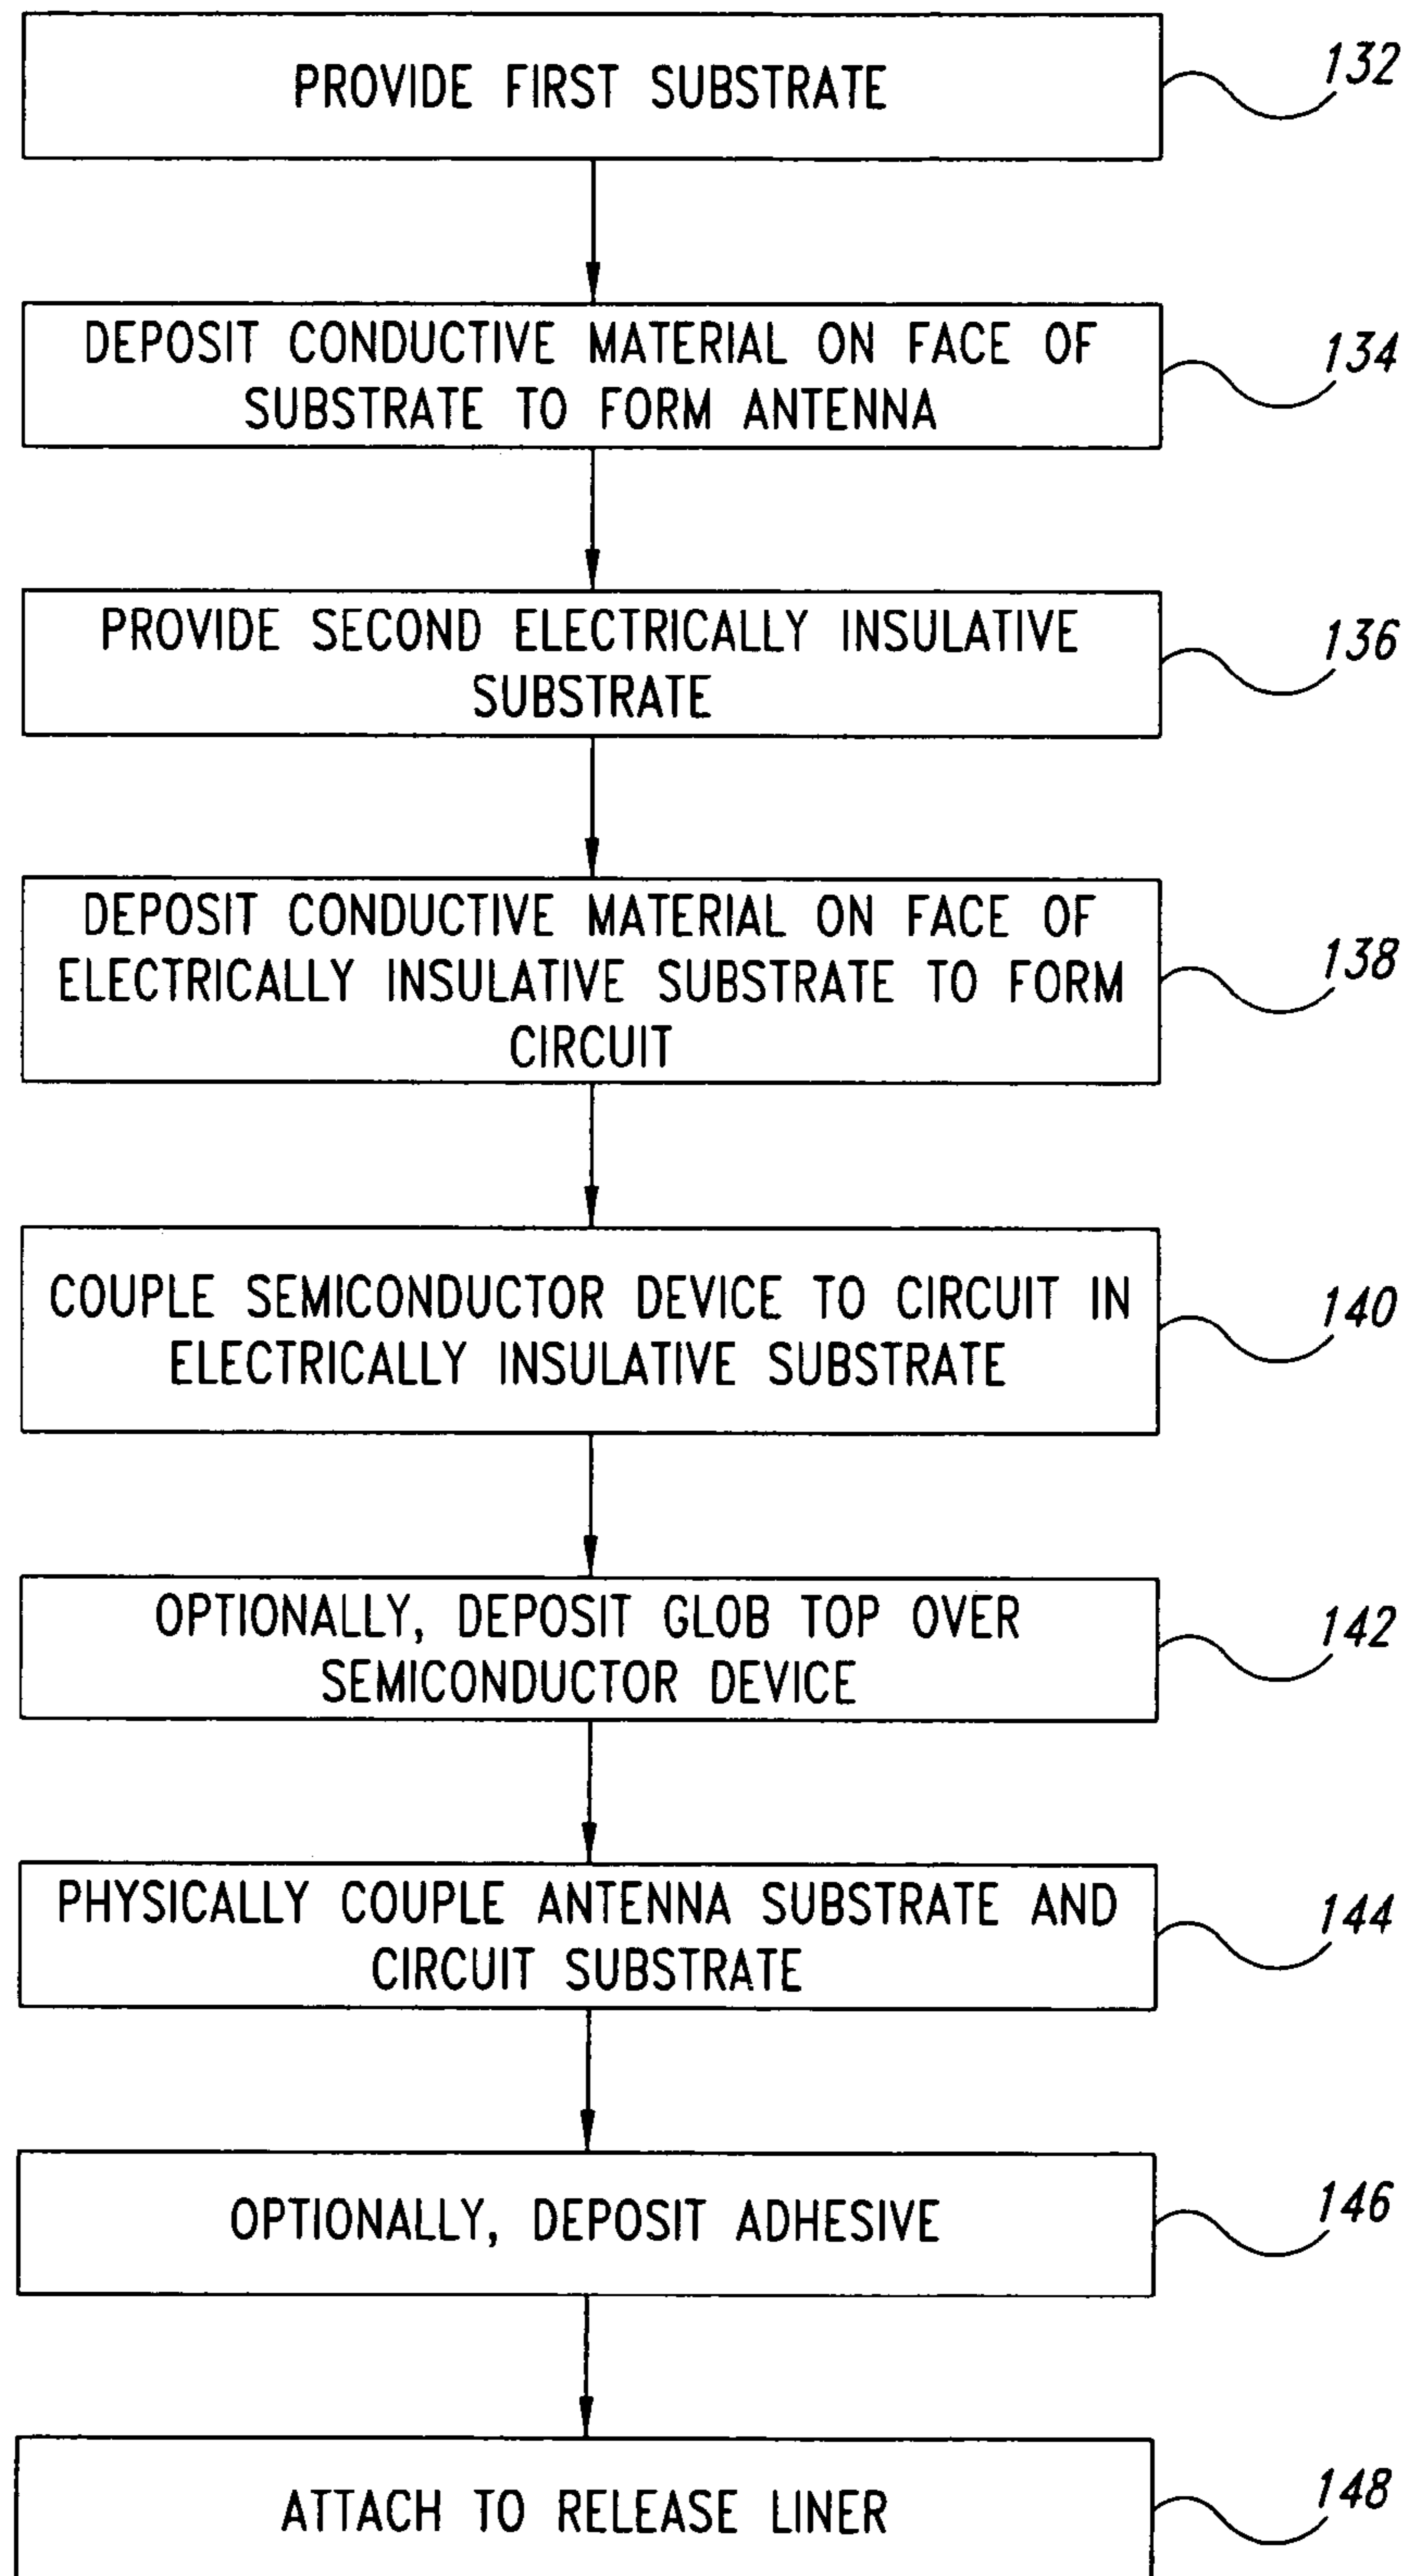 PROVIDE FIRST SUBSTRATE
132
DEPOSIT CONDUCTIVE MATERIAL ON FACE OF
SUBSTRATE TO FORM ANTENNA
134
PROVIDE SECOND ELECTRICALLY INSULATIVE
SUBSTRATE
136
DEPOSIT CONDUCTIVE MATERIAL ON FACE OF
ELECTRICALLY INSULATIVE SUBSTRATE TO FORM
CIRCUIT
138
COUPLE SEMICONDUCTOR DEVICE TO CIRCUIT IN
ELECTRICALLY INSULATIVE SUBSTRATE
140
OPTIONALLY, DEPOSIT GLOB TOP OVER
SEMICONDUCTOR DEVICE
142
PHYSICALLY COUPLE ANTENNA SUBSTRATE AND
CIRCUIT SUBSTRATE
144
OPTIONALLY, DEPOSIT ADHESIVE
146
ATTACH TO RELEASE LINER
148